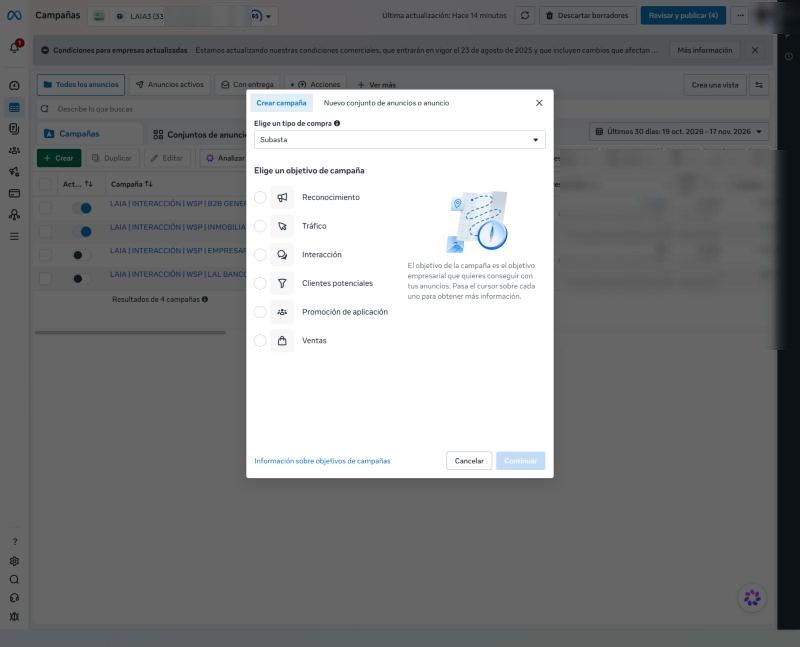 Campañas
LAIA3 (33
Última actualización: Hace 14 minutos
Descartar borradores
Revisar y publicar (4)
1
Condiciones para empresas actualizadas
Estamos actualizando nuestras condiciones comerciales, que entrarán en vigor el 23 de agosto de 2025 y que incluyen cambios que afectan ...
Más información
Todos los anuncios
Anuncios activos
Con entrega
Acciones
+ Ver más
Crea una vista
Describe lo que buscas
Campañas
Conjuntos de anuncio
Últimos 30 días: 19 oct. 2026 - 17 nov. 2026
+ Crear
Duplicar
Editar
Analizar
Act...
Campaña
LAIA | INTERACCIÓN | WSP | B2B GENER
LAIA | INTERACCIÓN | WSP | INMOBILIA
LAIA | INTERACCIÓN | WSP | EMPRESAR
LAIA | INTERACCIÓN | WSP | LAL BANCO
Resultados de 4 campañas
Crear campaña
Nuevo conjunto de anuncios o anuncio
Elige un tipo de compra
Subasta
Elige un objetivo de campaña
Reconocimiento
Tráfico
Interacción
Clientes potenciales
Promoción de aplicación
Ventas
El objetivo de la campaña es el objetivo
empresarial que quieres conseguir con
tus anuncios. Pasa el cursor sobre cada
uno para obtener más información.
Información sobre objetivos de campañas
Cancelar
Continuar